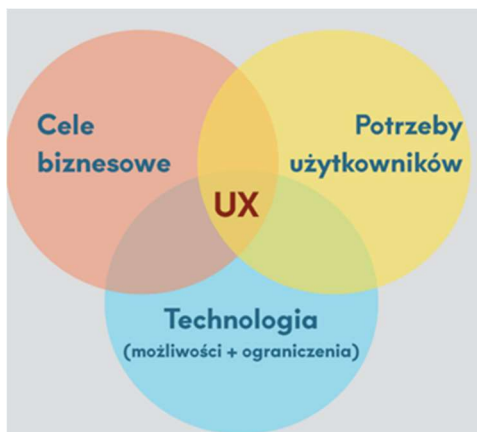 Cele
biznesowe
Potrzeby
użytkowników
UX
Technologia
(możliwości + ograniczenia)